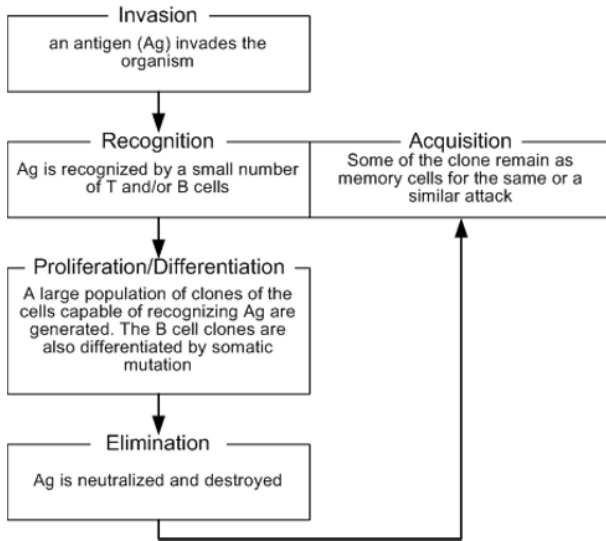 Invasion
an antigen (Ag) invades the
organism
Recognition
Ag is recognized by a small number
of T and/or B cells
Acquisition
Some of the clone remain as
memory cells for the same or a
similar attack
Proliferation/Differentiation
A large population of clones of the
cells capable of recognizing Ag are
generated. The B cell clones are
also differentiated by somatic
mutation
Elimination
Ag is neutralized and destroyed